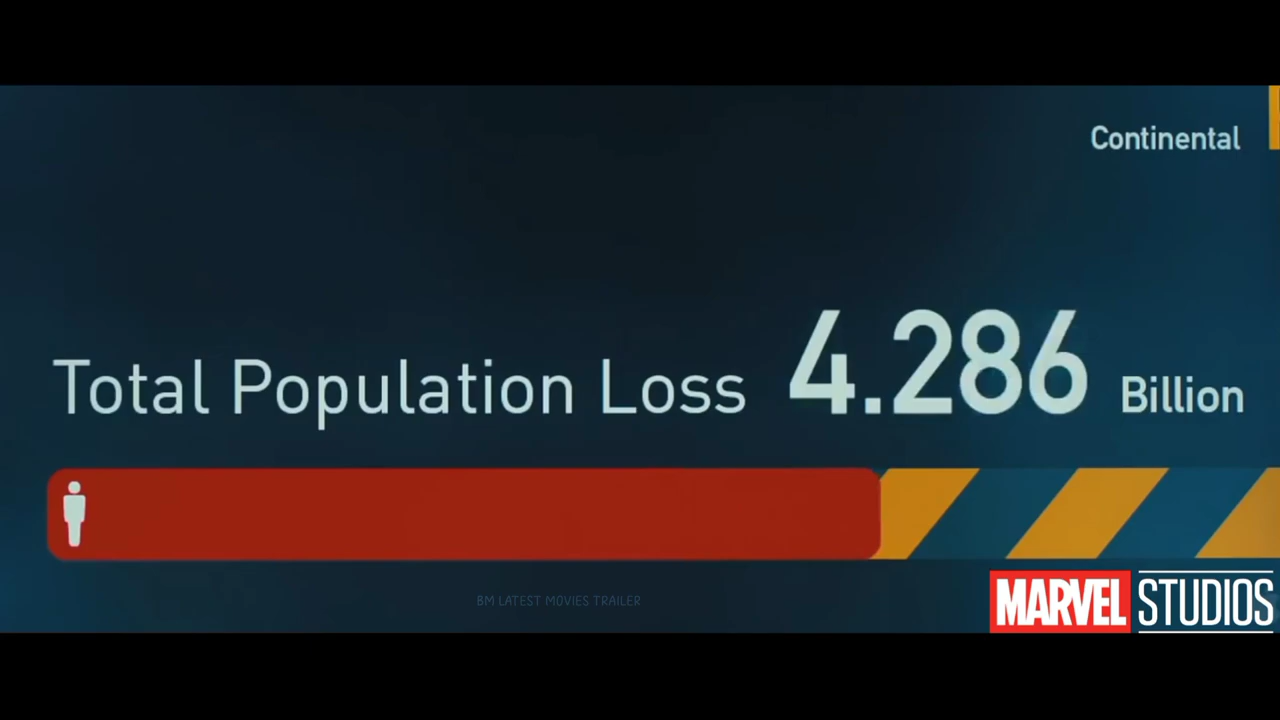 Continental
Total Population Loss 4.286 Billion
BM LATEST MOVIES TRAILER
MARVEL STUDIOS